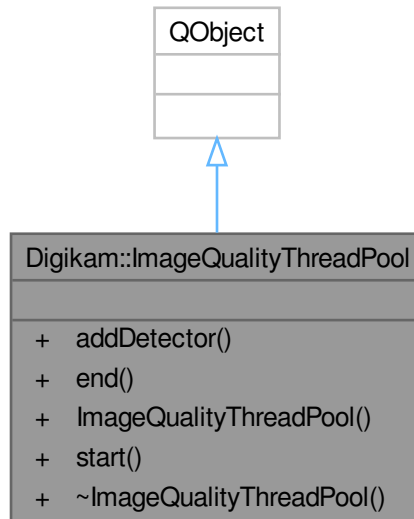 QObject
Digikam::ImageQualityThreadPool
+ addDetector()
+ end()
+ ImageQualityThreadPool()
+ start()
+ ~ImageQualityThreadPool()